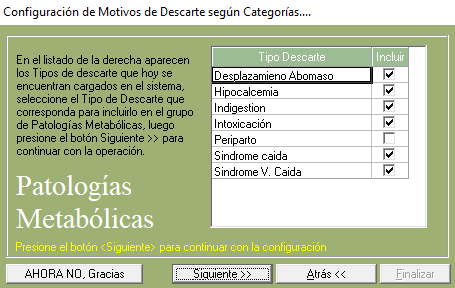 Configuración de Motivos de Descarte según Categorías....
En el listado de la derecha aparecen
los Tipos de descarte que hoy se
encuentran cargados en el sistema,
seleccione el Tipo de Descarte que
corresponda para incluirlo en el grupo
de Patologías Metabólicas, luego
presione el botón Siguiente >> para
continuar con la operación.
Patologías
Metabólicas
Tipo Descarte Incluir
Desplazamieno Abomaso
Hipocalcemia
Indigestion
Intoxicación
Periparto
Sindrome caida
Sindrome V. Caida
Presione el botón <Siguiente> para continuar con la configuración
AHORA NO, Gracias Siguiente >> Atrás << Finalizar